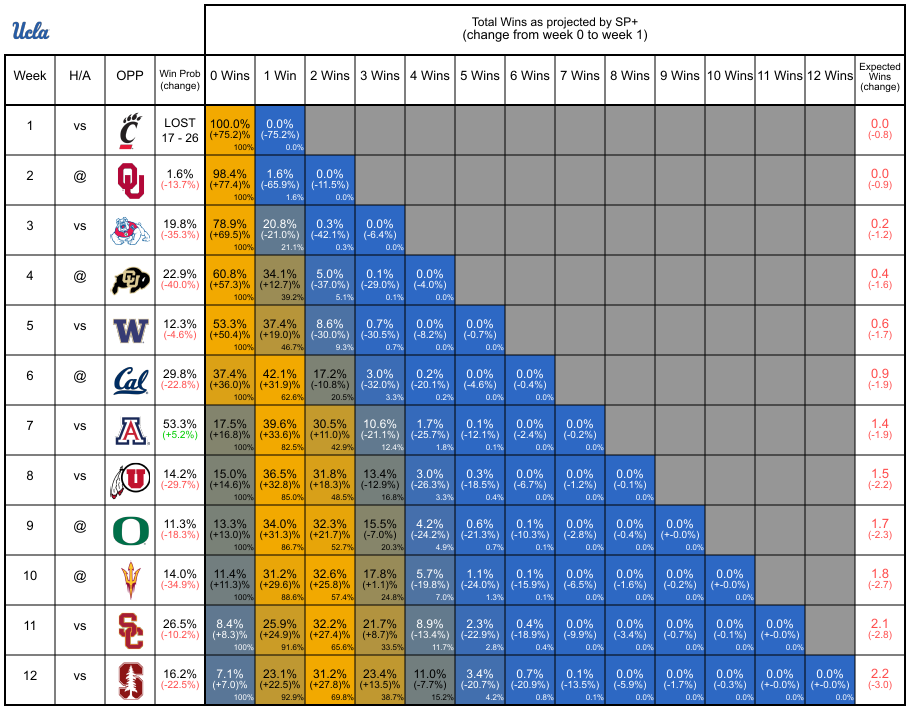 Ucla
Total Wins as projected by SP+
(change from week 0 to week 1)
Week H/A OPP Win Prob (change) 0 Wins 1 Win 2 Wins 3 Wins 4 Wins 5 Wins 6 Wins 7 Wins 8 Wins 9 Wins 10 Wins 11 Wins 12 Wins Expected Wins (change)
1 vs C LOST 100.0% 0.0% 0.0
17 - 26 (+75.2)% (-75.2)% (-0.8)
100% 0.0%
2 @ OU 1.6% 98.4% 1.6% 0.0% 0.0
(-13.7%) (+77.4)% (-65.9)% (-11.5)% (-0.9)
100% 1.6% 0.0%
3 vs 19.8% 78.9% 20.8% 0.3% 0.0% 0.2
(-35.3%) (+69.5)% (-21.0)% (-42.1)% (-6.4)% (-1.2)
100% 21.1% 0.3% 0.0%
4 @ CU 22.9% 60.8% 34.1% 5.0% 0.1% 0.0% 0.4
(-40.0%) (+57.3)% (+12.7)% (-37.0)% (-29.0)% (-4.0)% (-1.6)
100% 39.2% 5.1% 0.1% 0.0%
5 vs W 12.3% 53.3% 37.4% 8.6% 0.7% 0.0% 0.0% 0.6
(-4.6%) (+50.4)% (+19.0)% (-30.0)% (-30.5)% (-8.2)% (-0.7)% (-1.7)
100% 46.7% 9.3% 0.7% 0.0% 0.0%
6 @ Cal 29.8% 37.4% 42.1% 17.2% 3.0% 0.2% 0.0% 0.0% 0.9
(-22.8%) (+36.0)% (+31.9)% (-10.8)% (-32.0)% (-20.1)% (-4.6)% (-0.4)% (-1.9)
100% 62.6% 20.5% 3.3% 0.2% 0.0% 0.0%
7 vs A 53.3% 17.5% 39.6% 30.5% 10.6% 1.7% 0.1% 0.0% 0.0% 1.4
(+5.2%) (+16.8)% (+33.6)% (+11.0)% (-21.1)% (-25.7)% (-12.1)% (-2.4)% (-0.2)% (-1.9)
100% 82.5% 42.9% 12.4% 1.8% 0.1% 0.0% 0.0%
8 vs U 14.2% 15.0% 36.5% 31.8% 13.4% 3.0% 0.3% 0.0% 0.0% 0.0% 1.5
(-29.7%) (+14.6)% (+32.8)% (+18.3)% (-12.9)% (-26.3)% (-18.5)% (-6.7)% (-1.2)% (-0.1)% (-2.2)
100% 85.0% 48.5% 16.8% 3.3% 0.4% 0.0% 0.0% 0.0%
9 @ O 11.3% 13.3% 34.0% 32.3% 15.5% 4.2% 0.6% 0.1% 0.0% 0.0% 0.0% 1.7
(-18.3%) (+13.0)% (+31.3)% (+21.7)% (-7.0)% (-24.2)% (-21.3)% (-10.3)% (-2.8)% (-0.4)% (+-0.0)% (-2.3)
100% 86.7% 52.7% 20.3% 4.9% 0.7% 0.1% 0.0% 0.0% 0.0%
10 @ 14.0% 11.4% 31.2% 32.6% 17.8% 5.7% 1.1% 0.1% 0.0% 0.0% 0.0% 0.0% 1.8
(-34.9%) (+11.3)% (+29.6)% (+25.8)% (+1.1)% (-19.8)% (-24.0)% (-15.9)% (-6.5)% (-1.6)% (-0.2)% (+-0.0)% (-2.7)
100% 88.6% 57.4% 24.8% 7.0% 1.3% 0.1% 0.0% 0.0% 0.0% 0.0%
11 vs SC 26.5% 8.4% 25.9% 32.2% 21.7% 8.9% 2.3% 0.4% 0.0% 0.0% 0.0% 0.0% 0.0% 2.1
(-10.2%) (+8.3)% (+24.9)% (+27.4)% (+8.7)% (-13.4)% (-22.9)% (-18.9)% (-9.9)% (-3.4)% (-0.7)% (-0.1)% (+-0.0)% (-2.8)
100% 91.6% 65.6% 33.5% 11.7% 2.8% 0.4% 0.0% 0.0% 0.0% 0.0% 0.0%
12 vs S 16.2% 7.1% 23.1% 31.2% 23.4% 11.0% 3.4% 0.7% 0.1% 0.0% 0.0% 0.0% 0.0% 0.0% 2.2
(-22.5%) (+7.0)% (+22.5)% (+27.8)% (+13.5)% (-7.7)% (-20.7)% (-20.9)% (-13.5)% (-5.9)% (-1.7)% (-0.3)% (+-0.0)% (+-0.0)% (-3.0)
100% 92.9% 69.8% 38.7% 15.2% 4.2% 0.8% 0.1% 0.0% 0.0% 0.0% 0.0% 0.0%